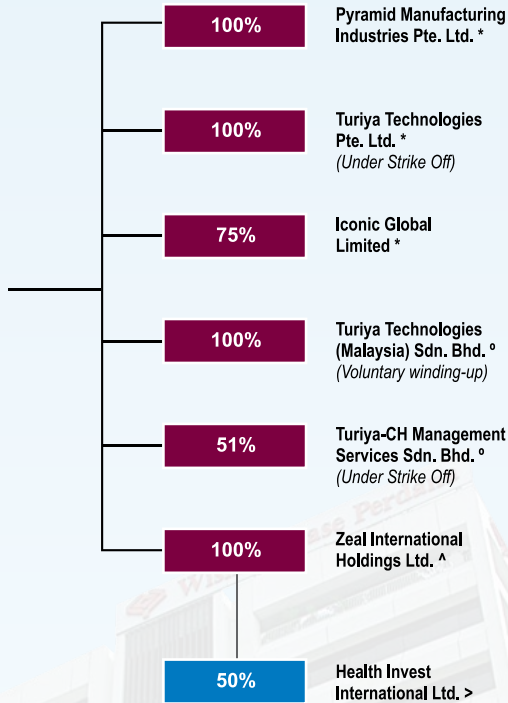 100%
Pyramid Manufacturing
Industries Pte. Ltd. *
100%
Turiya Technologies
Pte. Ltd. *
(Under Strike Off)
75%
Iconic Global
Limited *
100%
Turiya Technologies
(Malaysia) Sdn. Bhd. º
(Voluntary winding-up)
51%
Turiya-CH Management
Services Sdn. Bhd. º
(Under Strike Off)
100%
Zeal International
Holdings Ltd. ^
50%
Health Invest
International Ltd. >